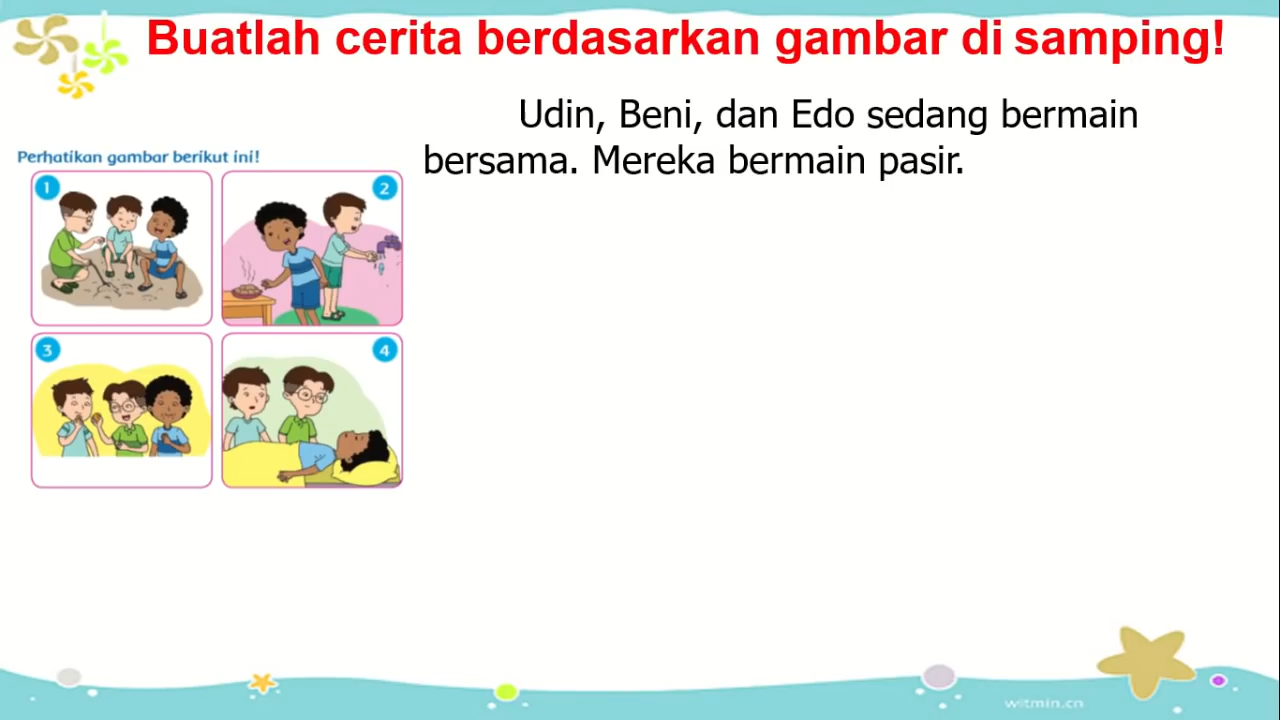 Buatlah cerita berdasarkan gambar di samping!
Udin, Beni, dan Edo sedang bermain
bersama. Mereka bermain pasir.
Perhatikan gambar berikut ini!
1
2
3
4
witmin.cn